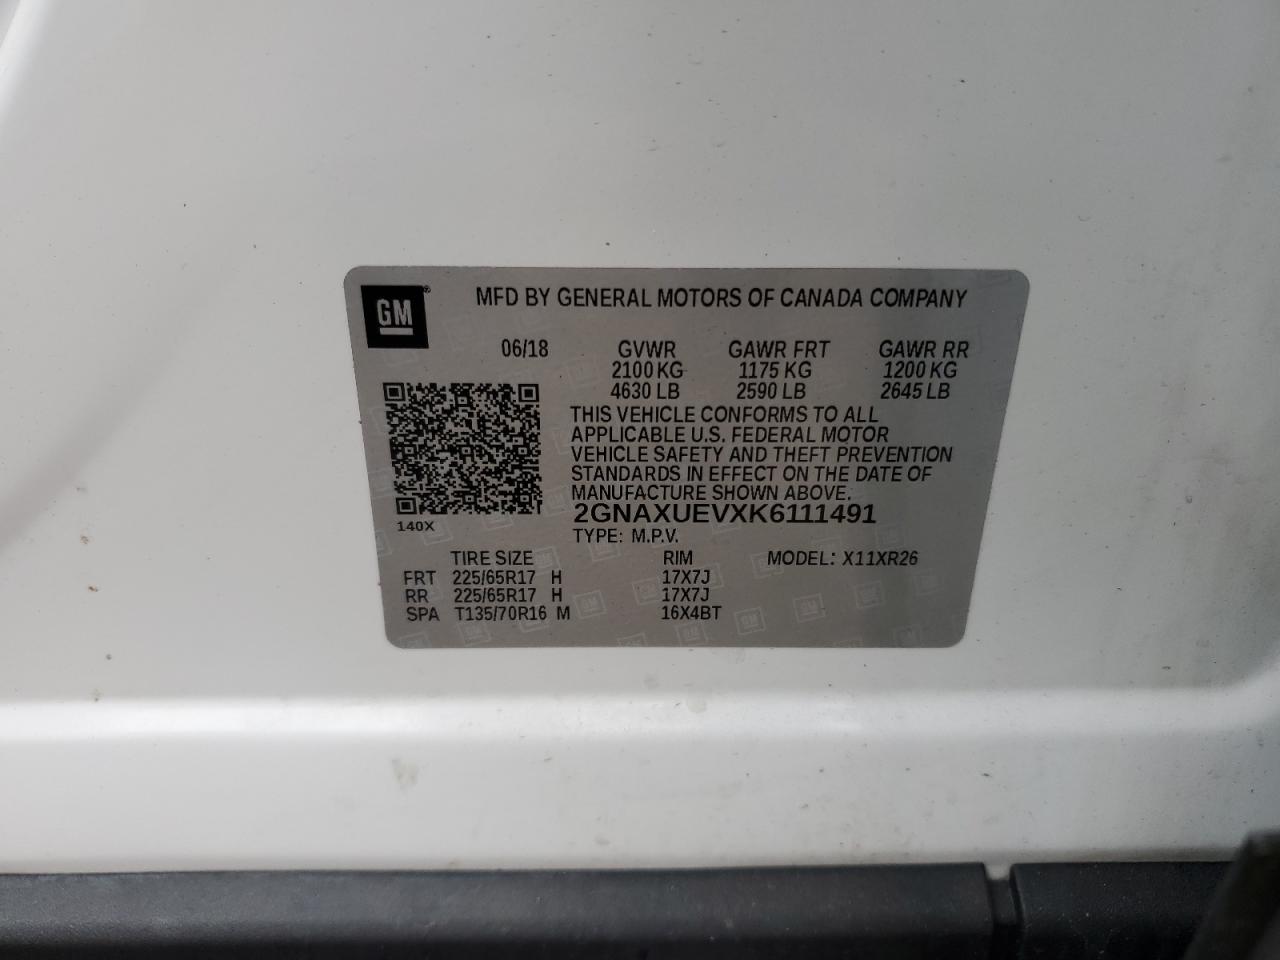 GM®
MFD BY GENERAL MOTORS OF CANADA COMPANY
06/18 GVWR GAWR FRT GAWR RR
2100 KG 1175 KG 1200 KG
4630 LB 2590 LB 2645 LB
THIS VEHICLE CONFORMS TO ALL
APPLICABLE U.S. FEDERAL MOTOR
VEHICLE SAFETY AND THEFT PREVENTION
STANDARDS IN EFFECT ON THE DATE OF
MANUFACTURE SHOWN ABOVE.
2GNAXUEVXK6111491
140X
TYPE: M.P.V.
TIRE SIZE RIM MODEL: X11XR26
FRT 225/65R17 H 17X7J
RR 225/65R17 H 17X7J
SPA T135/70R16 M 16X4BT